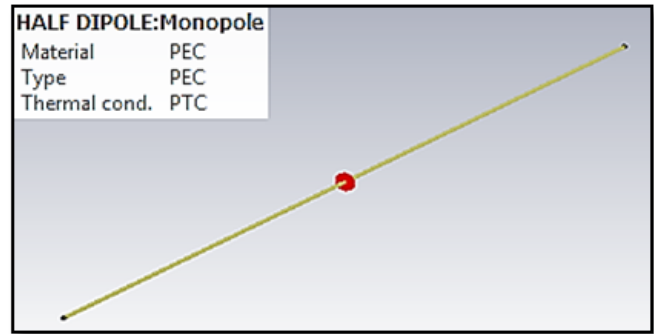 HALF DIPOLE:Monopole
Material PEC
Type PEC
Thermal cond. PTC